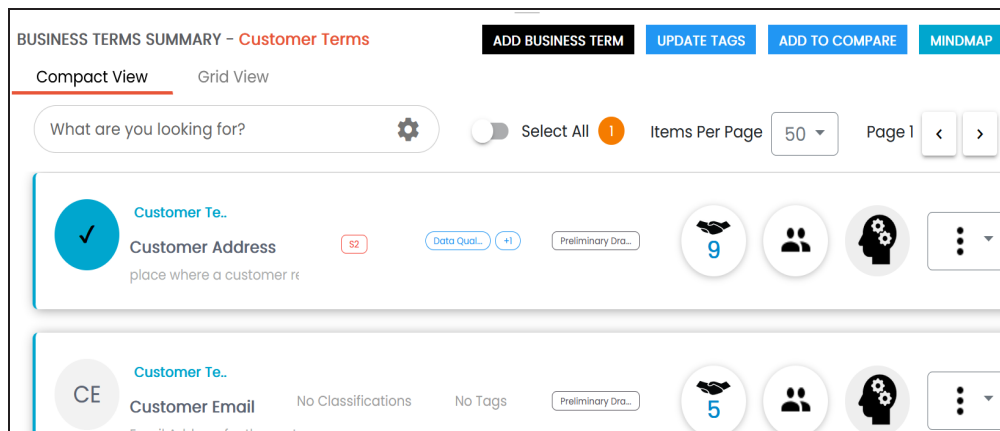 BUSINESS TERMS SUMMARY - Customer Terms
ADD BUSINESS TERM
UPDATE TAGS
ADD TO COMPARE
MINDMAP
Compact View
Grid View
What are you looking for?
Select All
1
Items Per Page
50
Page 1
<
>
Customer Te..
Customer Address
place where a customer re
S2
Data Qual...
+1
Preliminary Dra...
9
CE
Customer Te..
Customer Email
No Classifications
No Tags
Preliminary Dra...
5